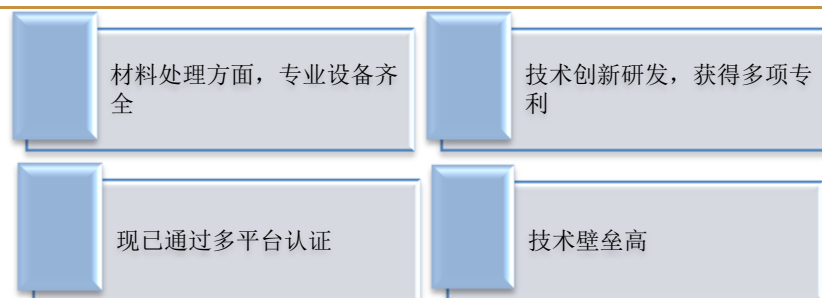 材料处理方面，专业设备齐
全
技术创新研发，获得多项专
利
现已通过多平台认证
技术壁垒高